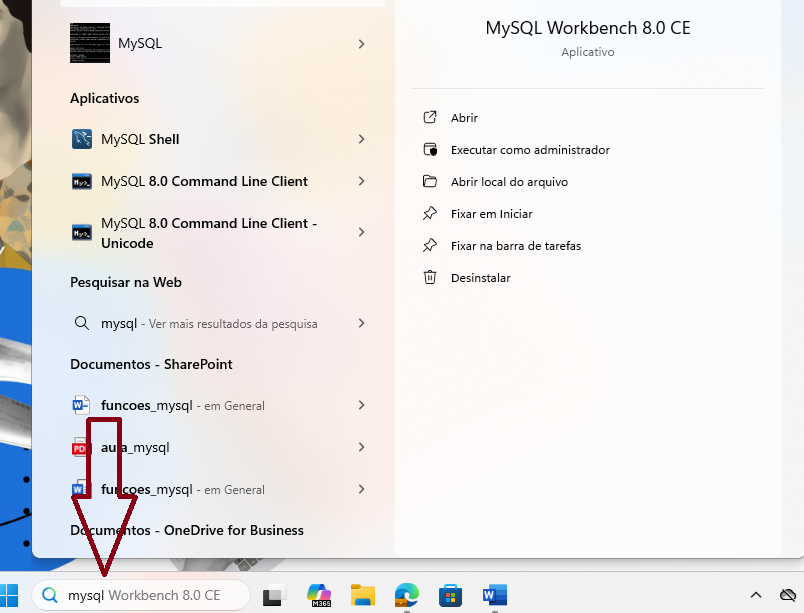 MySQL
Aplicativos
MySQL Shell
MySQL 8.0 Command Line Client
MySQL 8.0 Command Line Client -
Unicode
Pesquisar na Web
mysql - Ver mais resultados da pesquisa
Documentos - SharePoint
funcoes_mysql - em General
aula_mysql
funcoes_mysql - em General
Documentos - OneDrive for Business
MySQL Workbench 8.0 CE
Aplicativo
Abrir
Executar como administrador
Abrir local do arquivo
Fixar em Iniciar
Fixar na barra de tarefas
Desinstalar
mysql Workbench 8.0 CE
M365